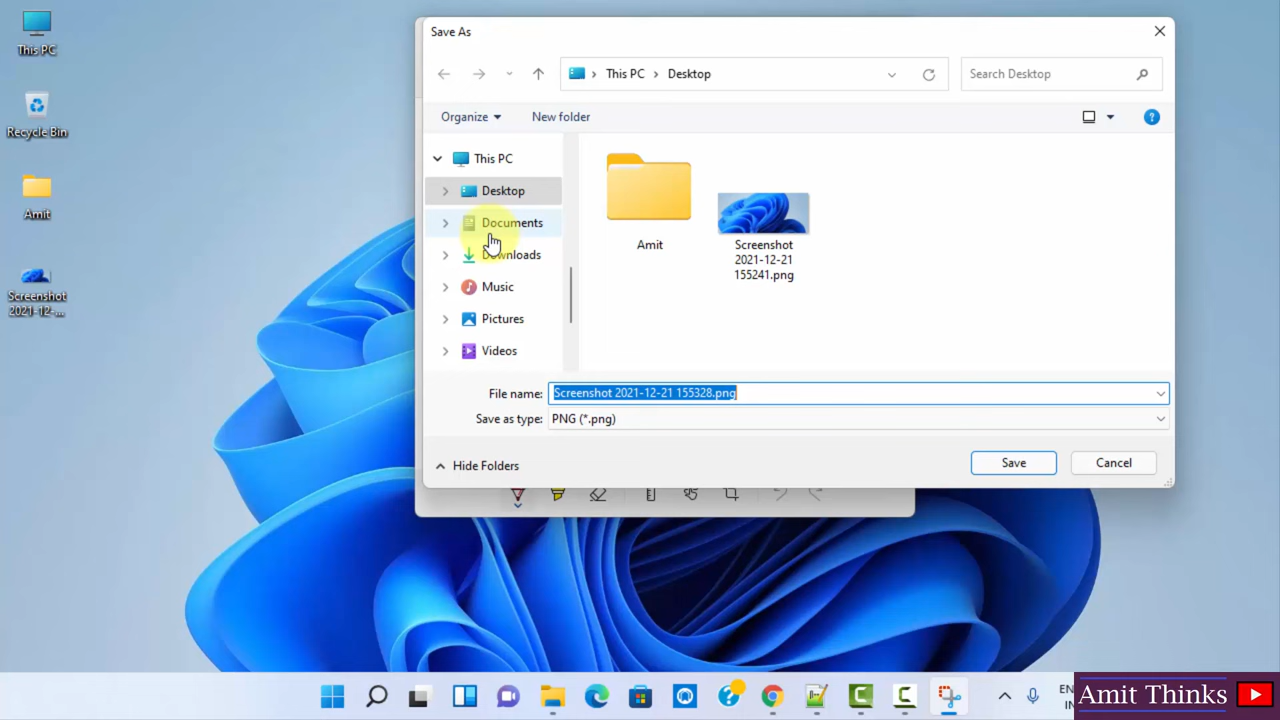 This PC
Recycle Bin
Amit
Screenshot
2021-12-...
Save As
This PC
Desktop
Search Desktop
Organize
New folder
?
This PC
Desktop
Documents
Downloads
Music
Pictures
Videos
Amit
Screenshot
2021-12-21
155241.png
File name:
Screenshot 2021-12-21 155328.png
Save as type:
PNG (*.png)
Hide Folders
Save
Cancel
EN
IN
Amit Thinks